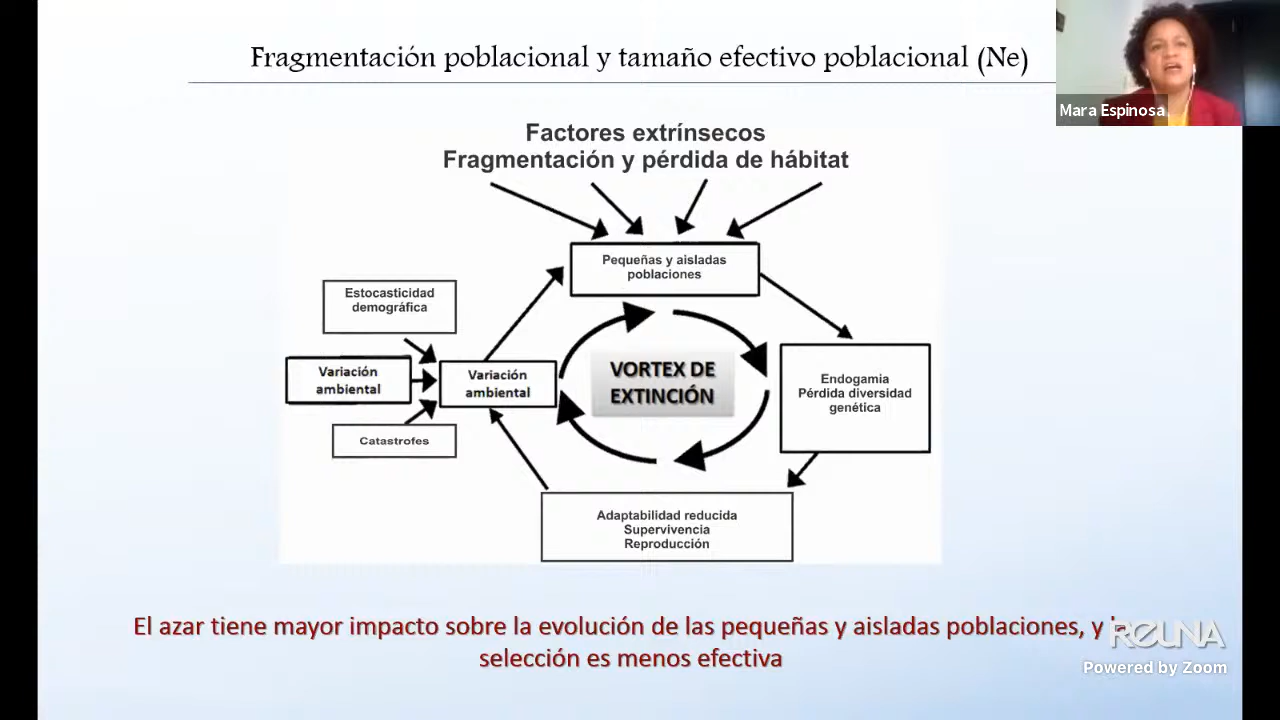 Fragmentación poblacional y tamaño efectivo poblacional (Ne)
Mara Espinosa
Factores extrínsecos
Fragmentación y pérdida de hábitat
Pequeñas y aisladas
poblaciones
Estocasticidad
demográfica
Variación
ambiental
Variación
ambiental
Catastrofes
VORTEX DE
EXTINCIÓN
Endogamia
Pérdida diversidad
genética
Adaptabilidad reducida
Supervivencia
Reproducción
El azar tiene mayor impacto sobre la evolución de las pequeñas y aisladas poblaciones, y la
selección es menos efectiva
REUNA
Powered by Zoom